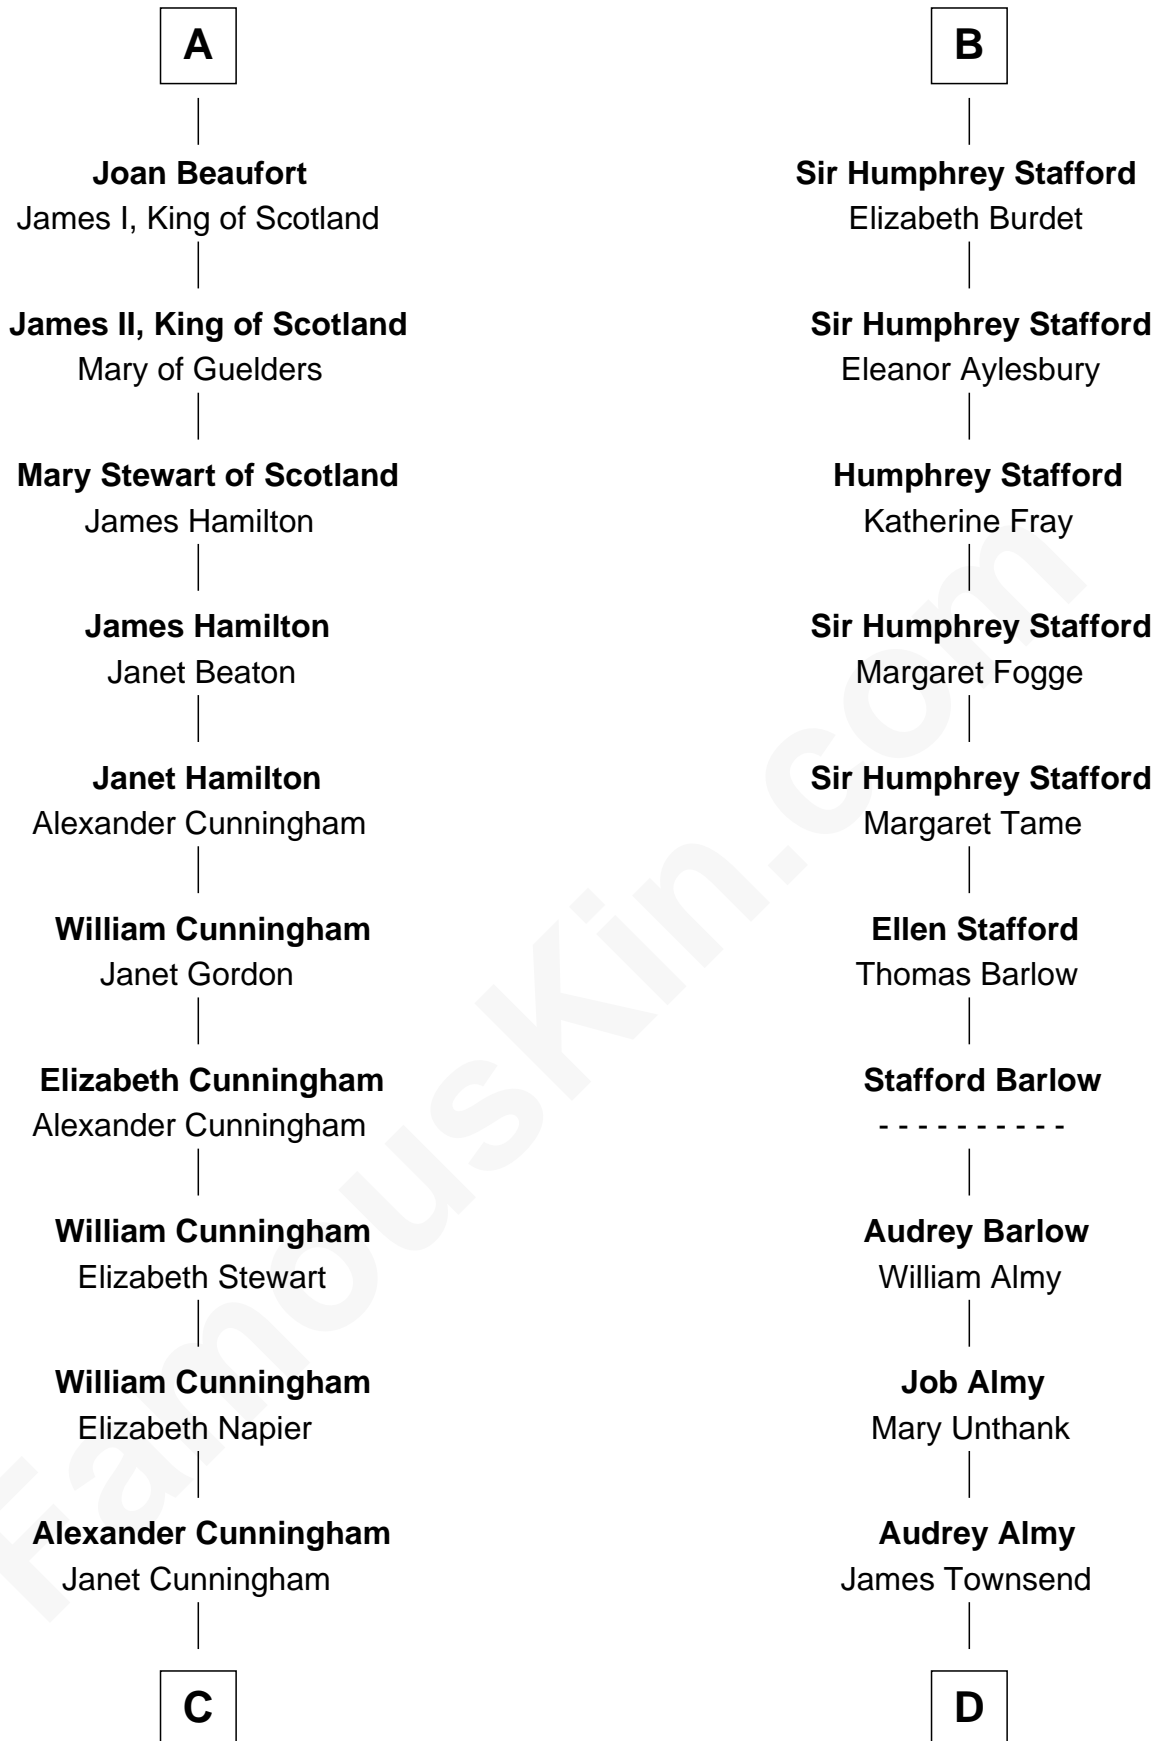 A
Joan Beaufort
James I, King of Scotland
James II, King of Scotland
Mary of Guelders
Mary Stewart of Scotland
James Hamilton
James Hamilton
Janet Beaton
Janet Hamilton
Alexander Cunningham
William Cunningham
Janet Gordon
Elizabeth Cunningham
Alexander Cunningham
William Cunningham
Elizabeth Stewart
William Cunningham
Elizabeth Napier
Alexander Cunningham
Janet Cunningham
C
B
Sir Humphrey Stafford
Elizabeth Burdet
Sir Humphrey Stafford
Eleanor Aylesbury
Humphrey Stafford
Katherine Fray
Sir Humphrey Stafford
Margaret Fogge
Sir Humphrey Stafford
Margaret Tame
Ellen Stafford
Thomas Barlow
Stafford Barlow
- - - - - - - - - -
Audrey Barlow
William Almy
Job Almy
Mary Unthank
Audrey Almy
James Townsend
D
FamousKin.com